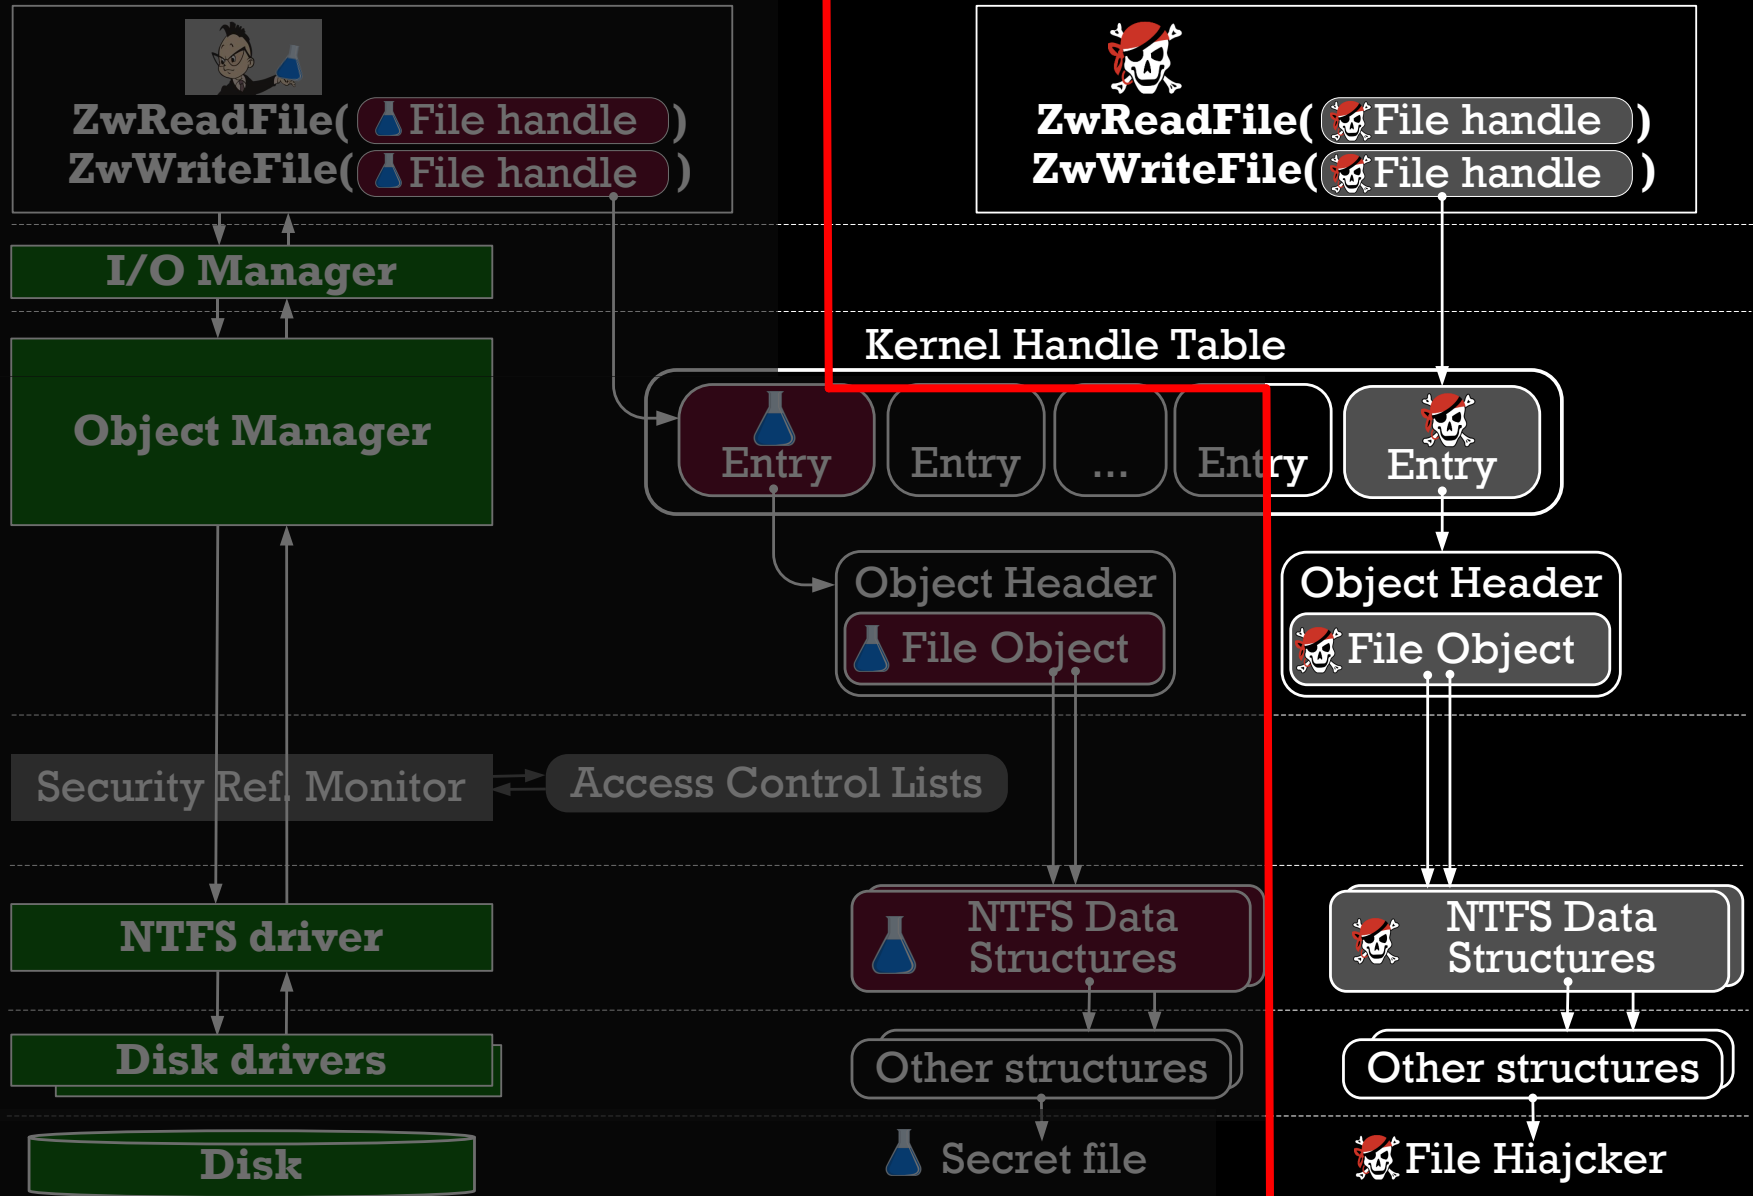 ZwReadFile( File handle )
ZwWriteFile( File handle )
ZwReadFile( File handle )
ZwWriteFile( File handle )
I/O Manager
Kernel Handle Table
Object Manager
Entry
Entry
...
Entry
Entry
Object Header
File Object
Object Header
File Object
Security Ref. Monitor
Access Control Lists
NTFS driver
NTFS Data
Structures
NTFS Data
Structures
Disk drivers
Other structures
Other structures
Disk
Secret file
File Hiajcker